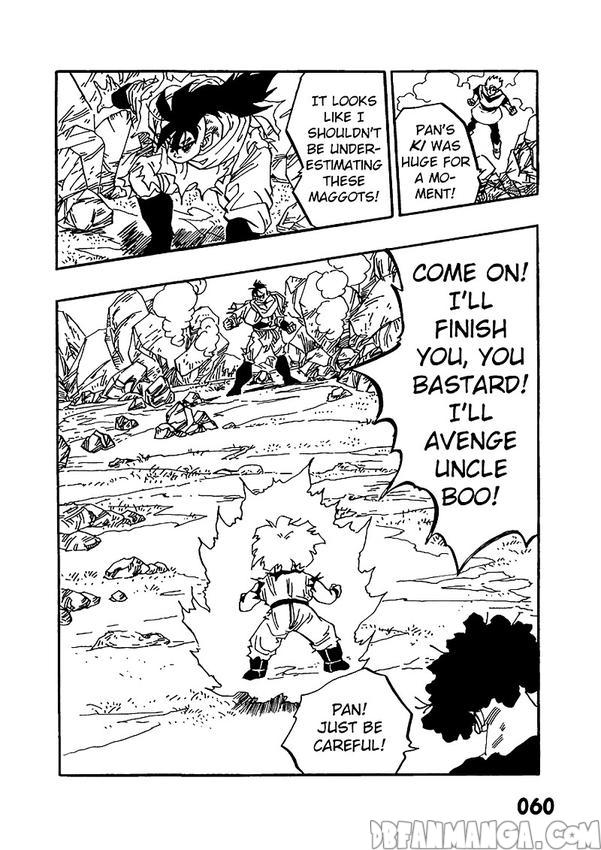 PAN'S
KI WAS
HUGE FOR
A MO-
MENT!
IT LOOKS
LIKE I
SHOULDN'T
BE UNDER-
ESTIMATING
THESE
MAGGOTS!
COME ON!
I'LL
FINISH
YOU, YOU
BASTARD!
I'LL
AVENGE
UNCLE
BOO!
PAN!
JUST BE
CAREFUL!
060
DBFANMANGA.COM